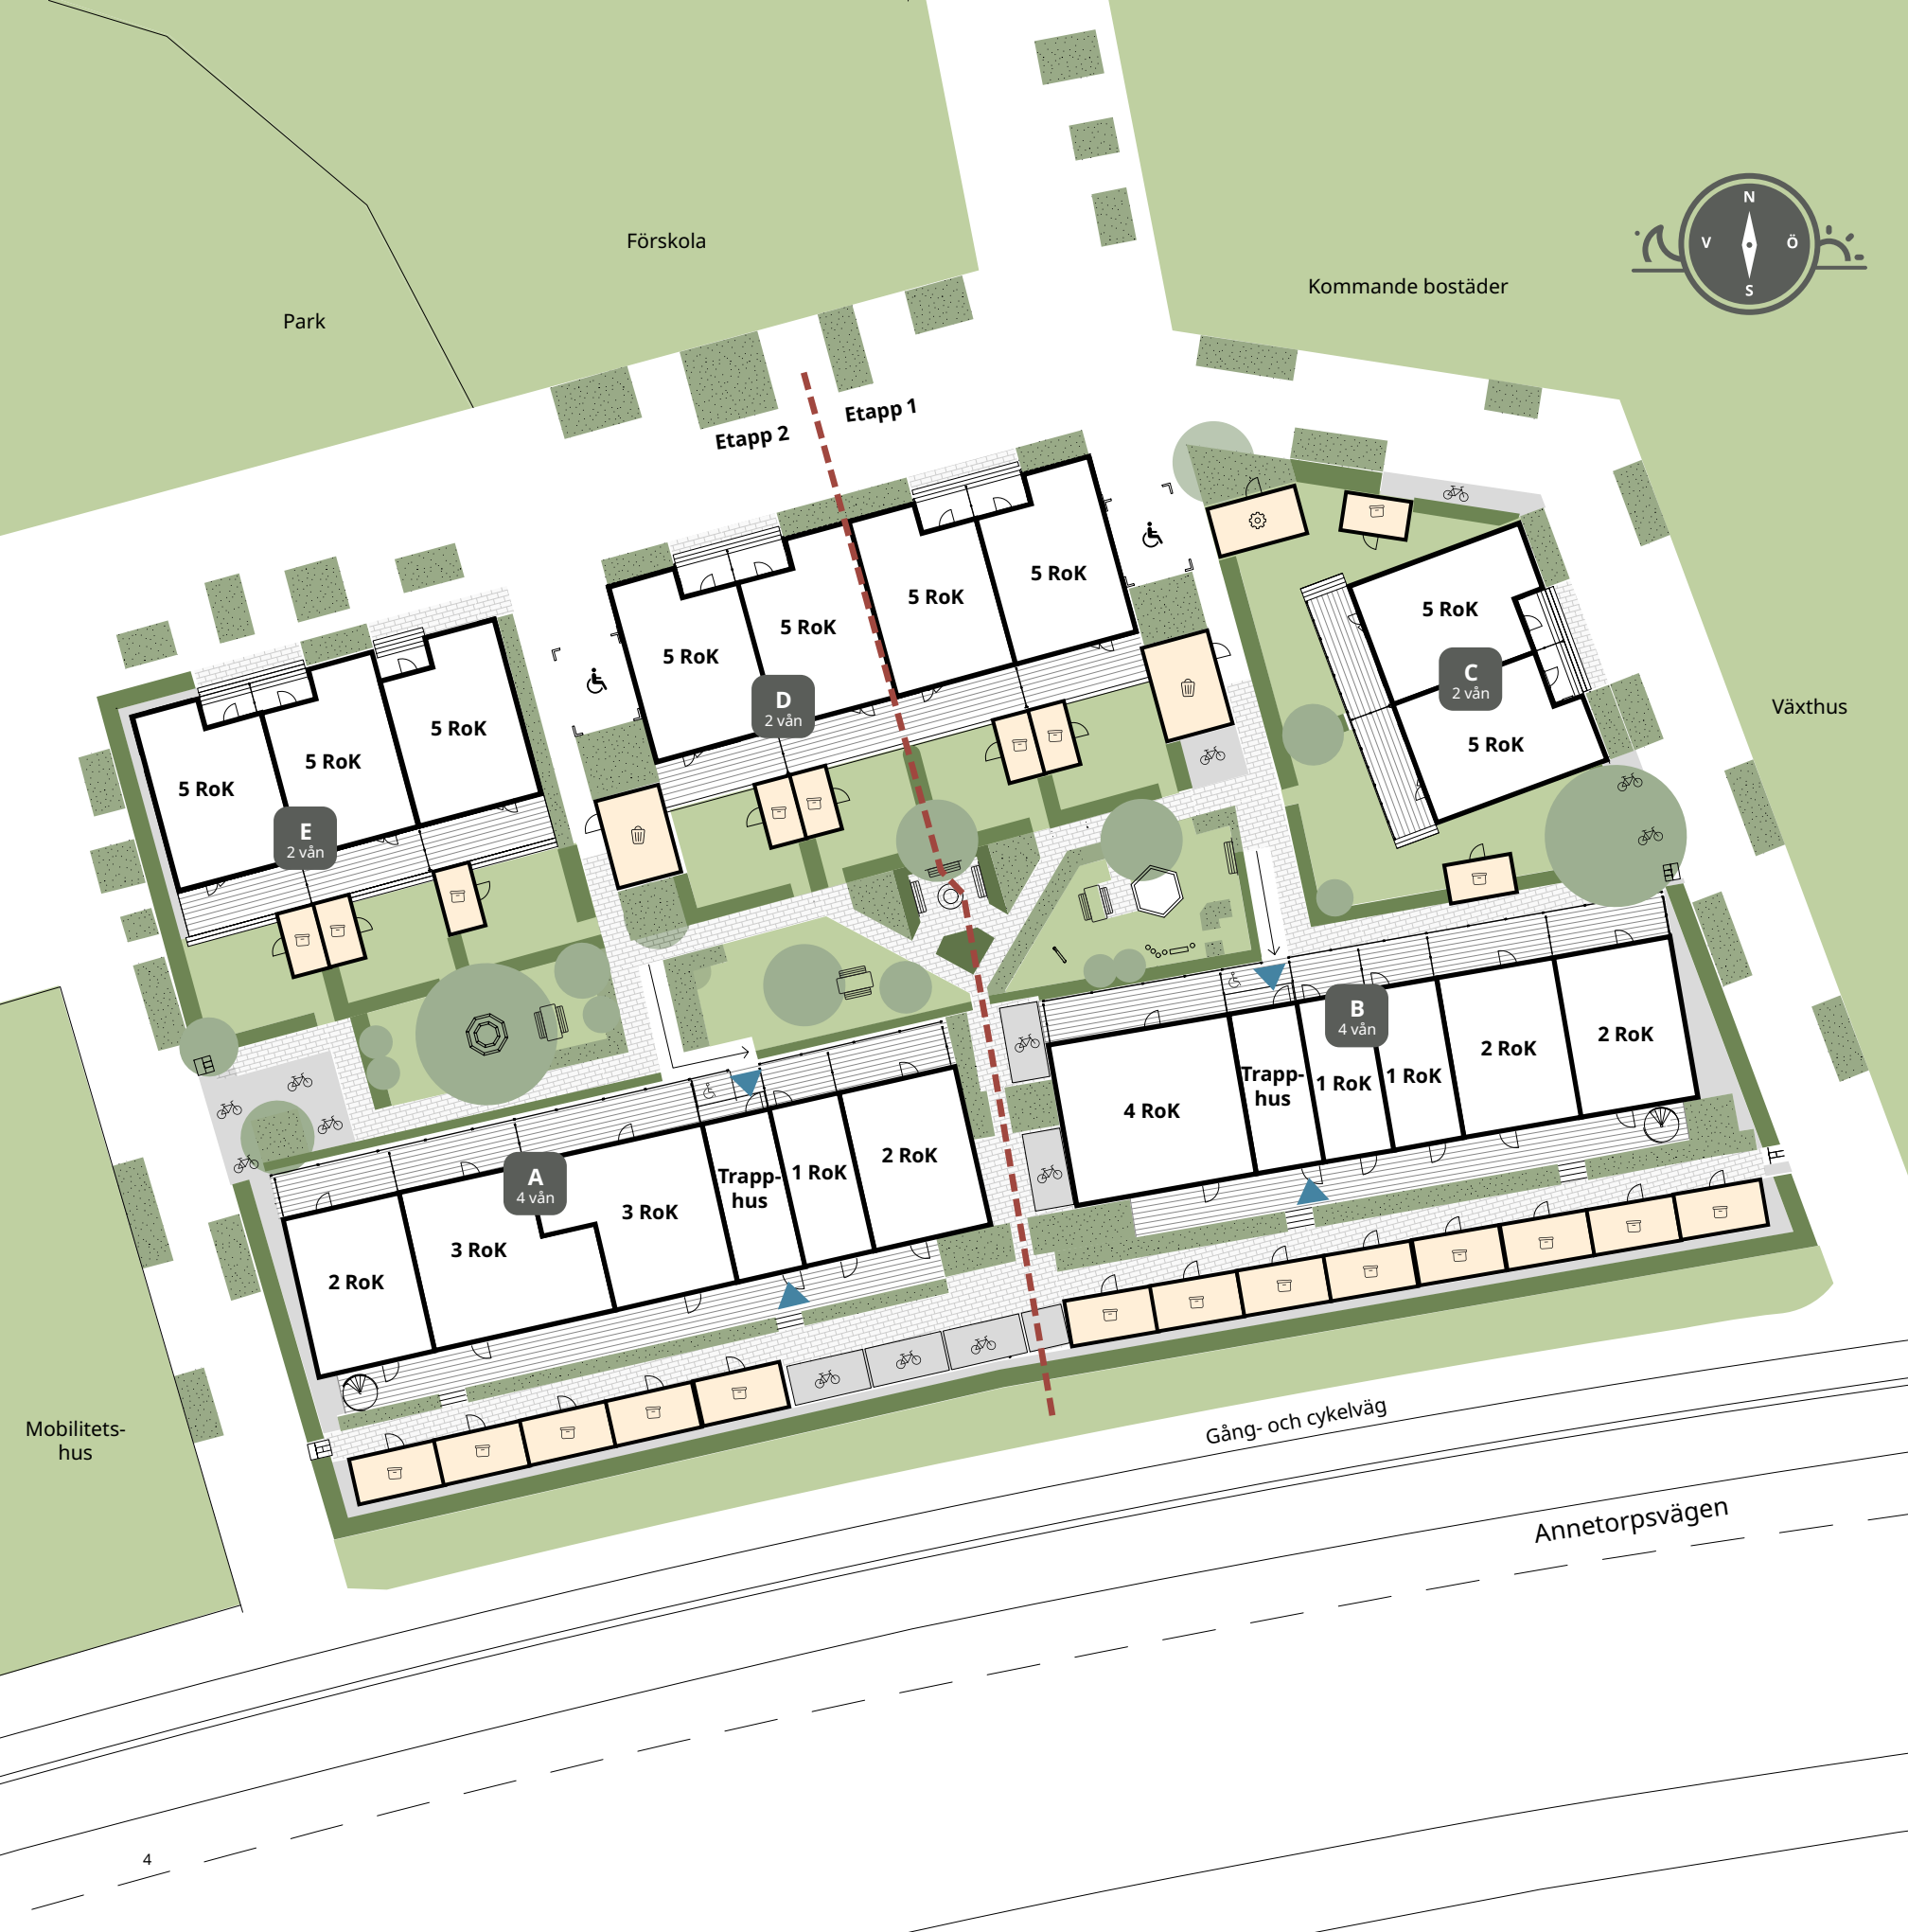 N
V
Ö
S
Förskola
Kommande bostäder
Park
Etapp 1
Etapp 2
5 RoK
5 RoK
5 RoK
5 RoK
D
2 vån
5 RoK
5 RoK
C
2 vån
Växthus
5 RoK
5 RoK
5 RoK
E
2 vån
4 RoK
Trapp-
hus
1 RoK
1 RoK
2 RoK
2 RoK
B
4 vån
2 RoK
3 RoK
3 RoK
Trapp-
hus
1 RoK
2 RoK
A
4 vån
Mobilitets-
hus
Gång- och cykelväg
Annetorpsvägen
4